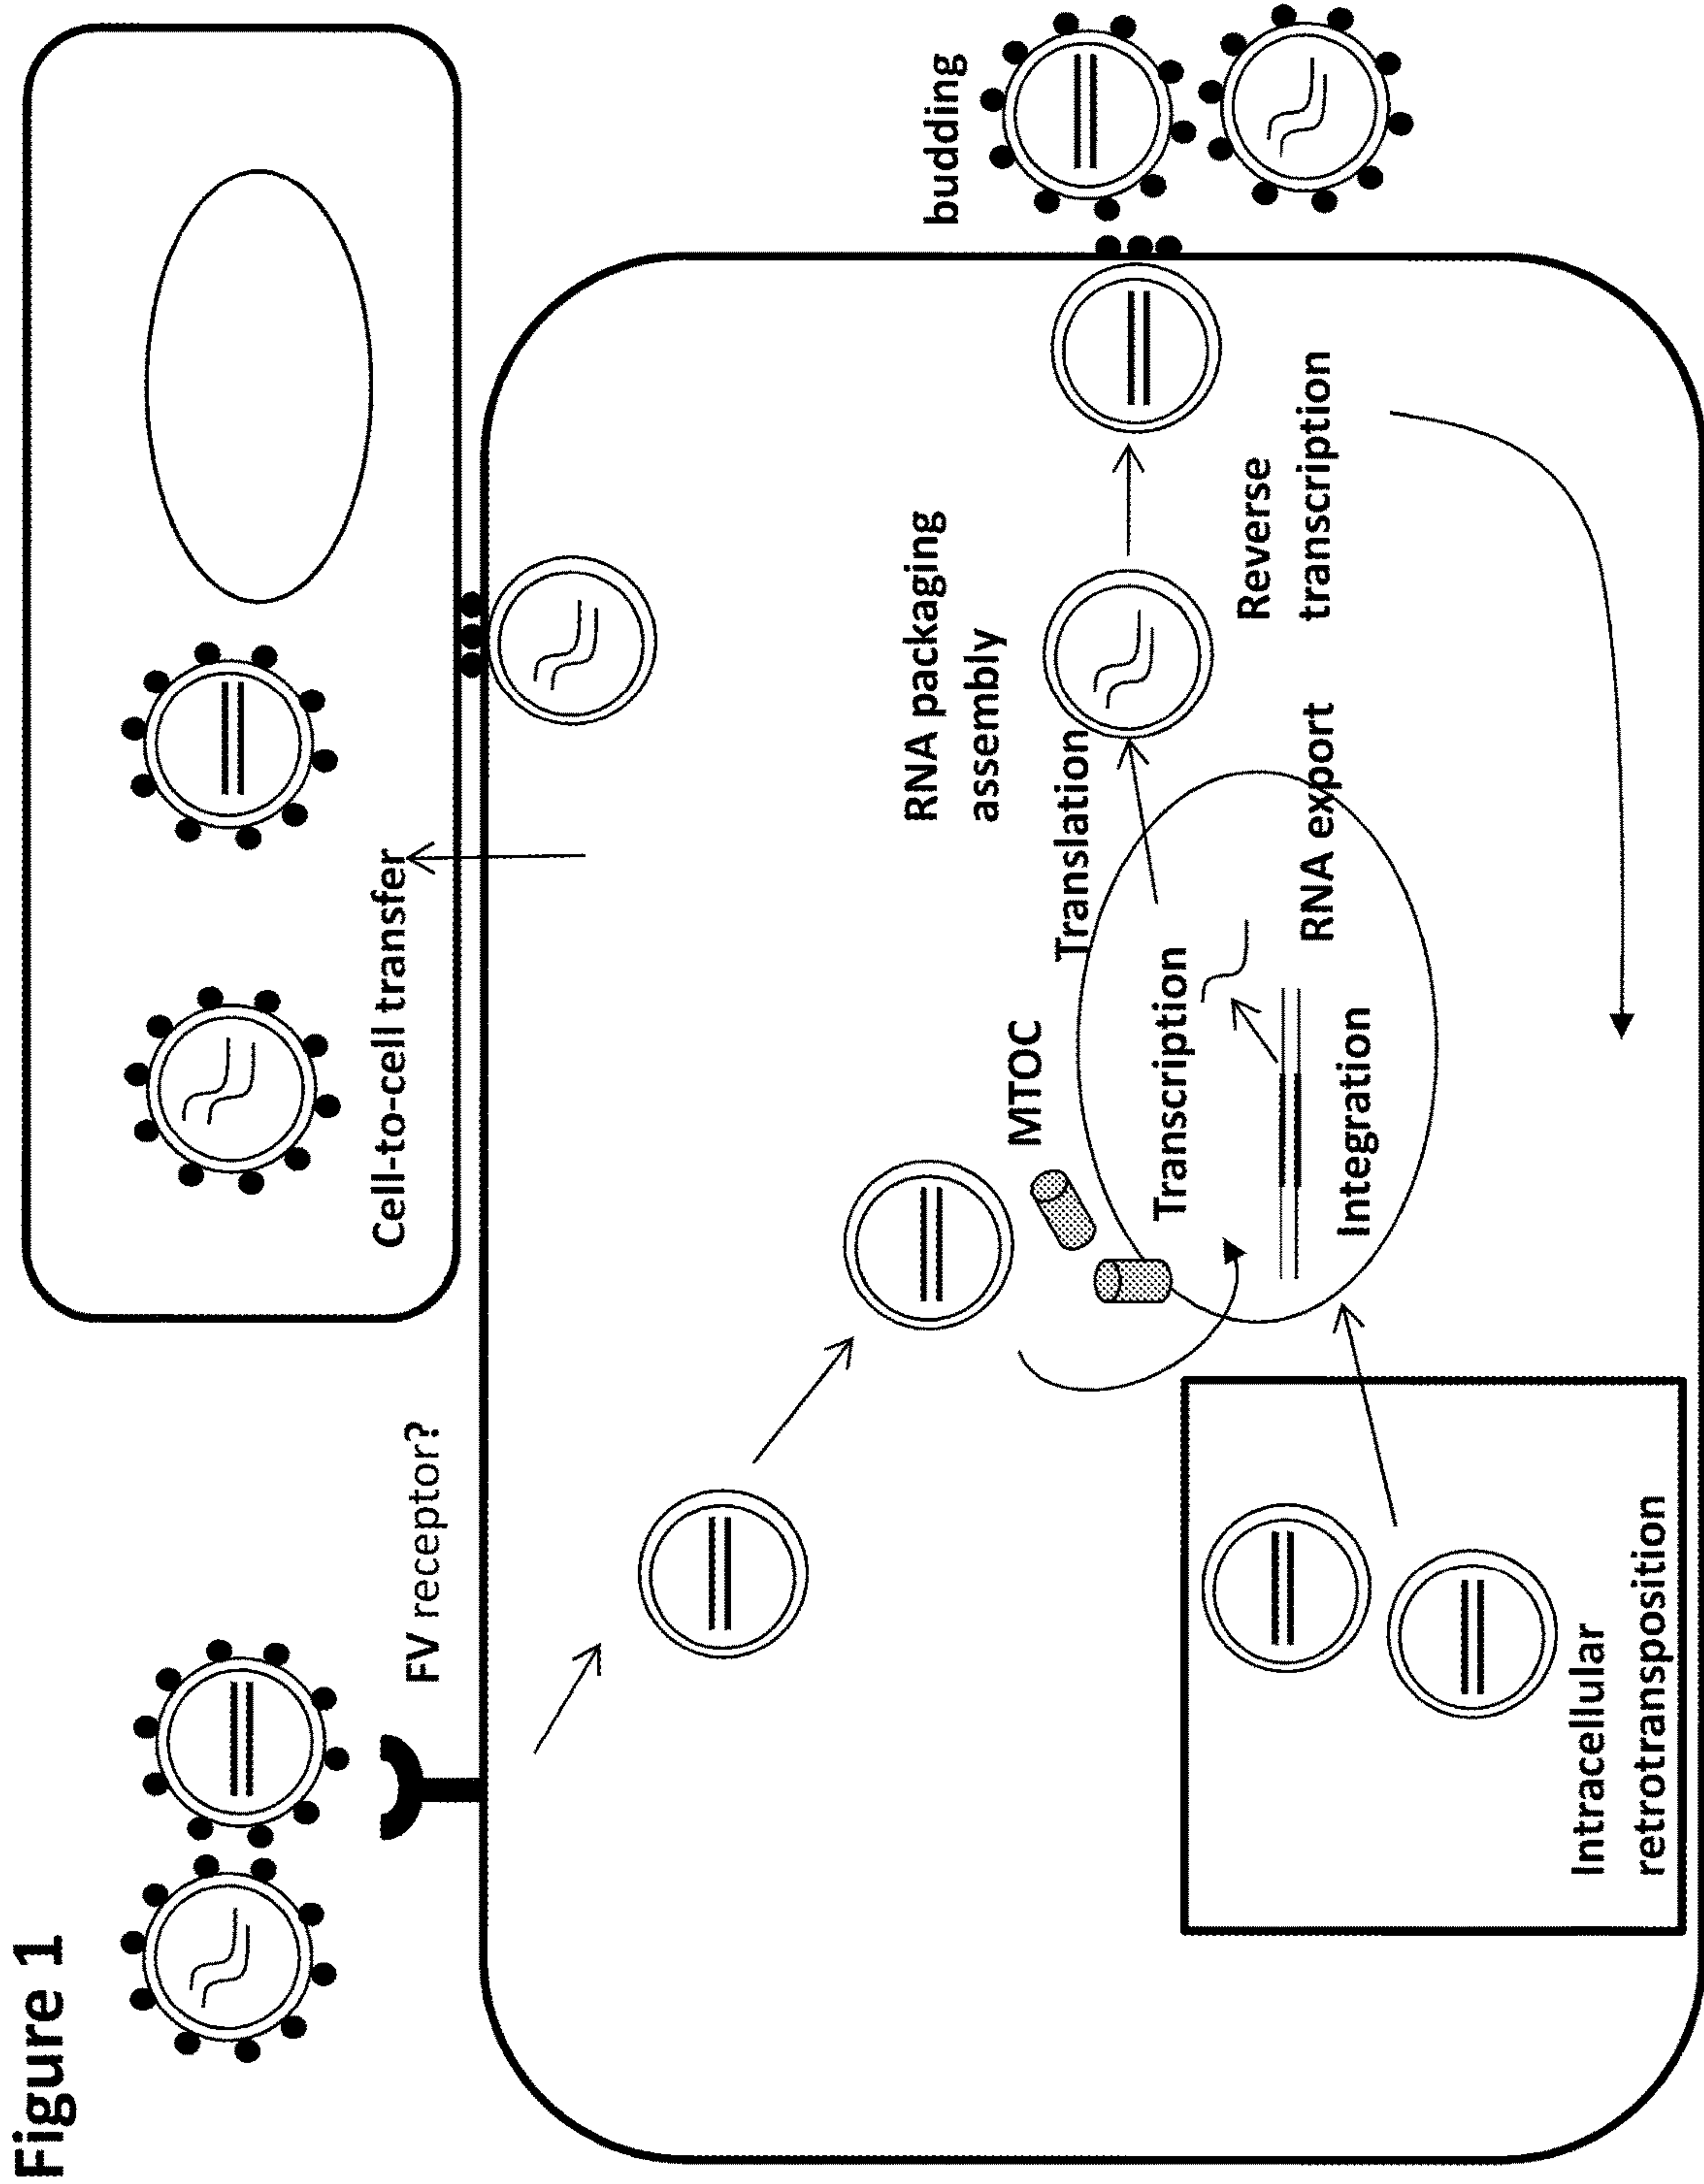 Figure 1
FV receptor?
Cell-to-cell transfer
RNA packaging
assembly
budding
MTOC
Translation
Transcription
RNA export
Integration
Reverse
transcription
Intracellular
retrotransposition